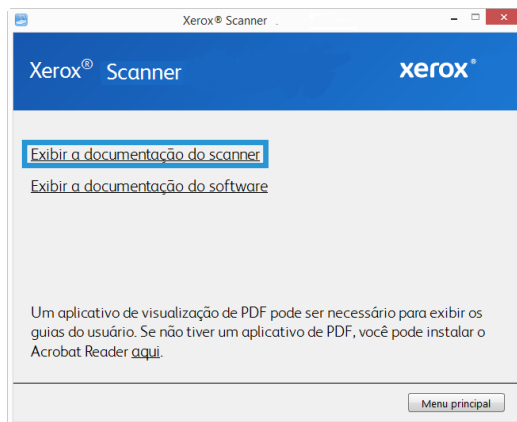 Xerox® Scanner
Xerox® Scanner
xerox®
Exibir a documentação do scanner
Exibir a documentação do software
Um aplicativo de visualização de PDF pode ser necessário para exibir os
guias do usuário. Se não tiver um aplicativo de PDF, você pode instalar o
Acrobat Reader aqui.
Menu principal